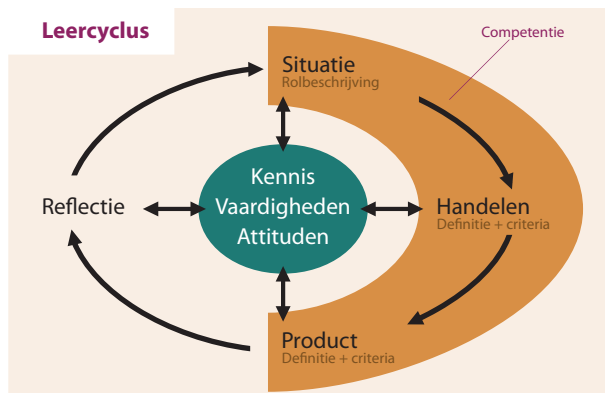 Leercyclus
Competentie
Situatie
Rolbeschrijving
Kennis
Vaardigheden
Attituden
Reflectie
Handelen
Definitie + criteria
Product
Definitie + criteria